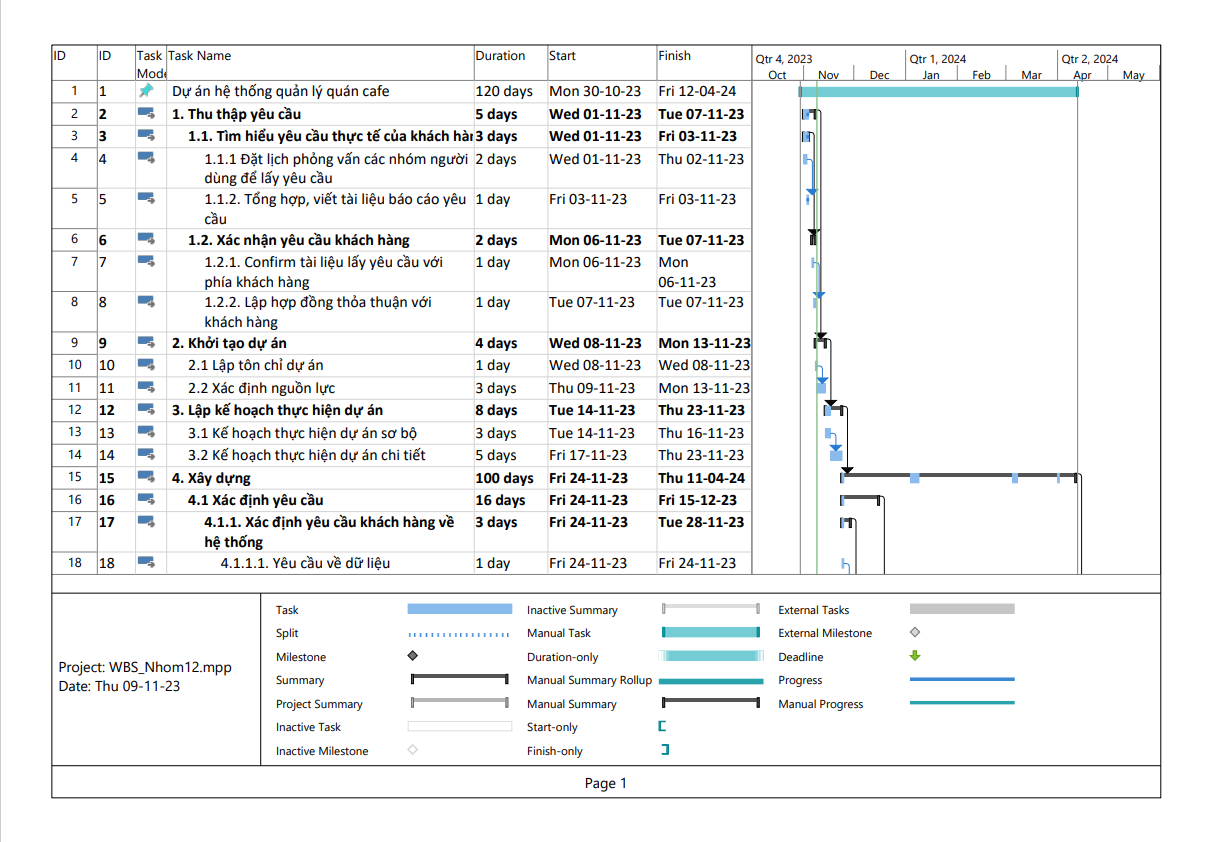 ID ID Task Mode Task Name Duration Start Finish
Qtr 4, 2023 Qtr 1, 2024 Qtr 2, 2024
Oct Nov Dec Jan Feb Mar Apr May
1 1 Dự án hệ thống quản lý quán cafe 120 days Mon 30-10-23 Fri 12-04-24
2 2 1. Thu thập yêu cầu 5 days Wed 01-11-23 Tue 07-11-23
3 3 1.1. Tìm hiểu yêu cầu thực tế của khách hàn 3 days Wed 01-11-23 Fri 03-11-23
4 4 1.1.1 Đặt lịch phỏng vấn các nhóm người 2 days Wed 01-11-23 Thu 02-11-23
dùng để lấy yêu cầu
5 5 1.1.2. Tổng hợp, viết tài liệu báo cáo yêu 1 day Fri 03-11-23 Fri 03-11-23
cầu
6 6 1.2. Xác nhận yêu cầu khách hàng 2 days Mon 06-11-23 Tue 07-11-23
7 7 1.2.1. Confirm tài liệu lấy yêu cầu với 1 day Mon 06-11-23 Mon
phía khách hàng 06-11-23
8 8 1.2.2. Lập hợp đồng thỏa thuận với 1 day Tue 07-11-23 Tue 07-11-23
khách hàng
9 9 2. Khởi tạo dự án 4 days Wed 08-11-23 Mon 13-11-23
10 10 2.1 Lập tôn chỉ dự án 1 day Wed 08-11-23 Wed 08-11-23
11 11 2.2 Xác định nguồn lực 3 days Thu 09-11-23 Mon 13-11-23
12 12 3. Lập kế hoạch thực hiện dự án 8 days Tue 14-11-23 Thu 23-11-23
13 13 3.1 Kế hoạch thực hiện dự án sơ bộ 3 days Tue 14-11-23 Thu 16-11-23
14 14 3.2 Kế hoạch thực hiện dự án chi tiết 5 days Fri 17-11-23 Thu 23-11-23
15 15 4. Xây dựng 100 days Fri 24-11-23 Thu 11-04-24
16 16 4.1 Xác định yêu cầu 16 days Fri 24-11-23 Fri 15-12-23
17 17 4.1.1. Xác định yêu cầu khách hàng về 3 days Fri 24-11-23 Tue 28-11-23
hệ thống
18 18 4.1.1.1. Yêu cầu về dữ liệu 1 day Fri 24-11-23 Fri 24-11-23
Project: WBS_Nhom12.mpp
Date: Thu 09-11-23
Task
Split
Milestone
Summary
Project Summary
Inactive Task
Inactive Milestone
Inactive Summary
Manual Task
Duration-only
Manual Summary Rollup
Manual Summary
Start-only
Finish-only
External Tasks
External Milestone
Deadline
Progress
Manual Progress
Page 1